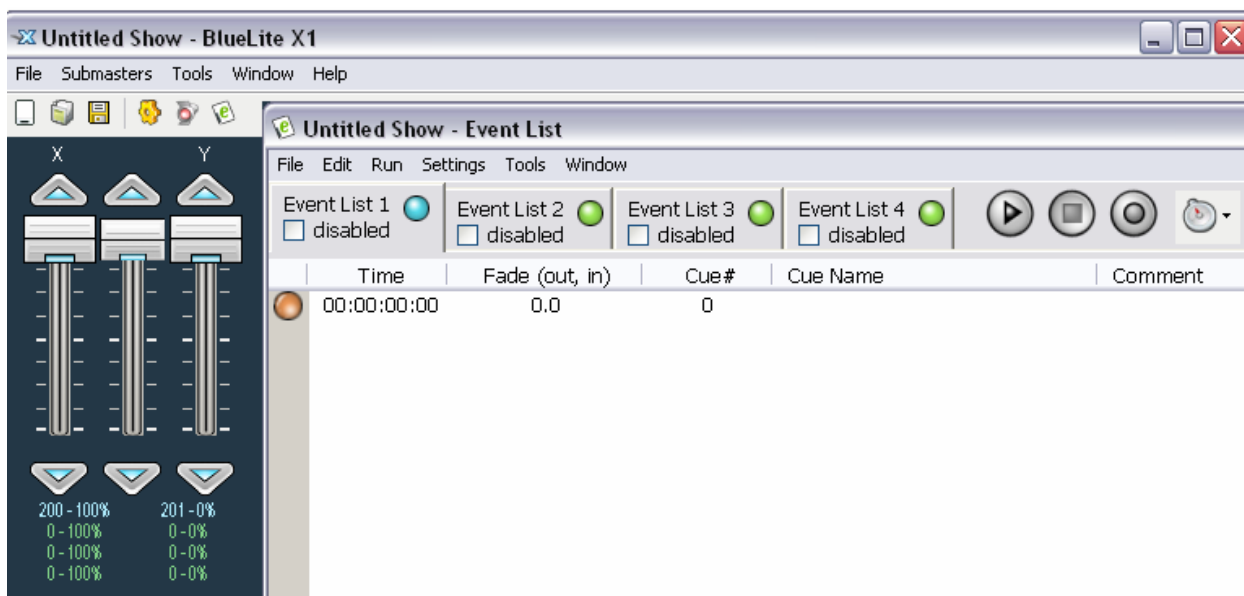 Untitled Show - BlueLite X1
File Submasters Tools Window Help
X Y
200 - 100% 201 - 0%
0 - 100% 0 - 0%
0 - 100% 0 - 0%
0 - 100% 0 - 0%
Untitled Show - Event List
File Edit Run Settings Tools Window
Event List 1 Event List 2 Event List 3 Event List 4
disabled disabled disabled disabled
Time Fade (out, in) Cue# Cue Name Comment
00:00:00:00 0.0 0